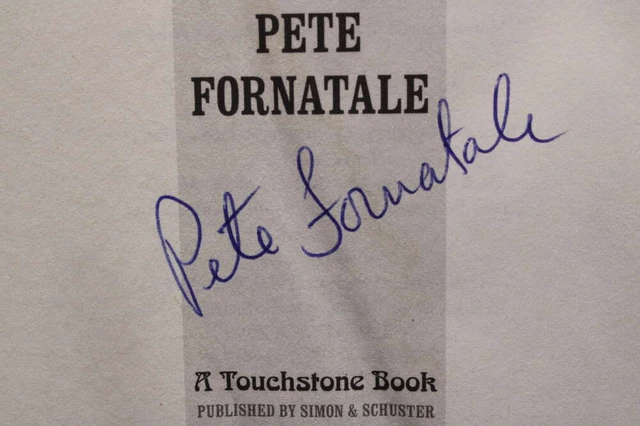 PETE
FORNATALE
Pete Fornatale
A Touchstone Book
PUBLISHED BY SIMON & SCHUSTER